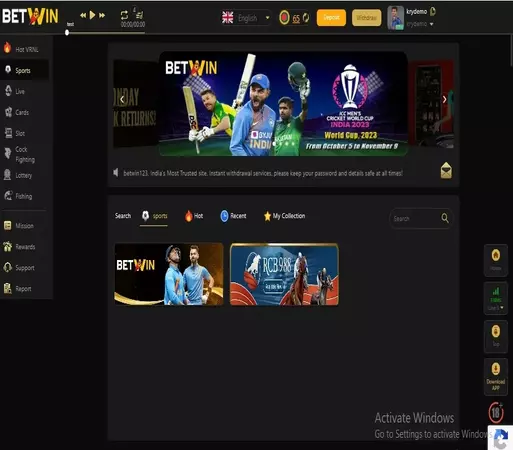 BETWIN
test
00:00/00:00
English
65
Deposit
Withdraw
krydemo
krydemo
Hot VRNL
Sports
Live
Cards
Slot
Cock
Fighting
Lottery
Fishing
Mission
Rewards
Support
Report
BETWIN
ICC MEN'S
CRICKET WORLD CUP
INDIA 2023
World Cup, 2023
From October 5 to November 9
INDIA
NDAY
K RETURNS!
betwin123. India's Most Trusted site. Instant withdrawal services, please keep your password and details safe at all times!
Search
sports
Hot
Recent
My Collection
Search
BETWIN
RCB988
Download
APP
18+
Activate Windows
Go to Settings to activate Windows.